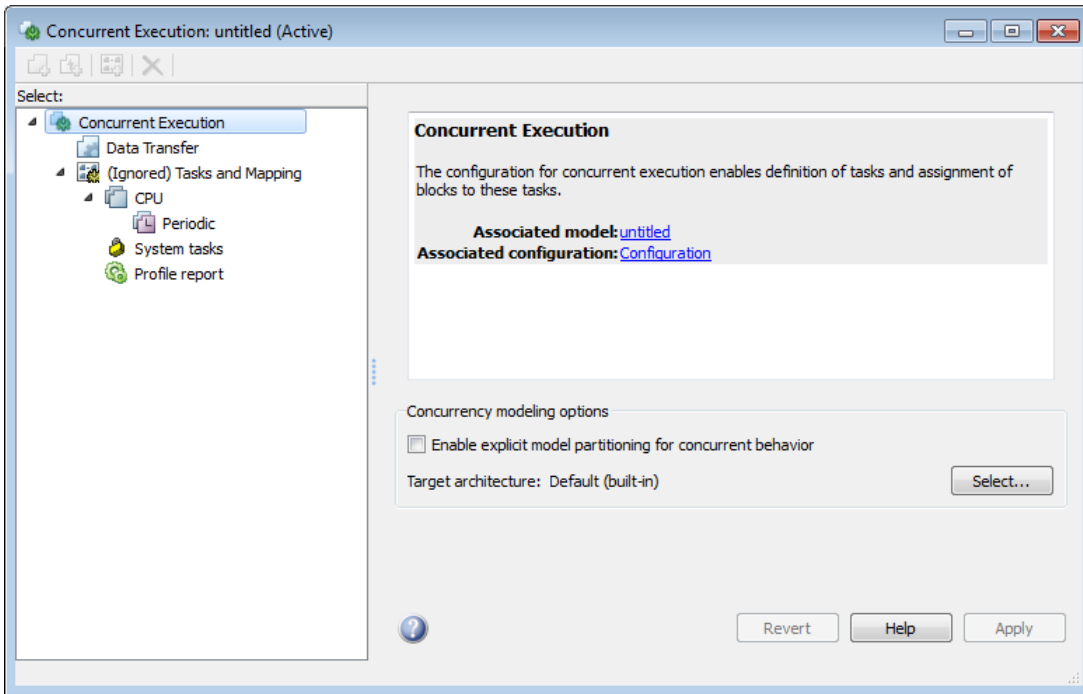 Concurrent Execution: untitled (Active)
Select:
Concurrent Execution
Data Transfer
(Ignored) Tasks and Mapping
CPU
Periodic
System tasks
Profile report
Concurrent Execution
The configuration for concurrent execution enables definition of tasks and assignment of
blocks to these tasks.
Associated model: untitled
Associated configuration: Configuration
Concurrency modeling options
Enable explicit model partitioning for concurrent behavior
Target architecture: Default (built-in)
Select...
Revert
Help
Apply